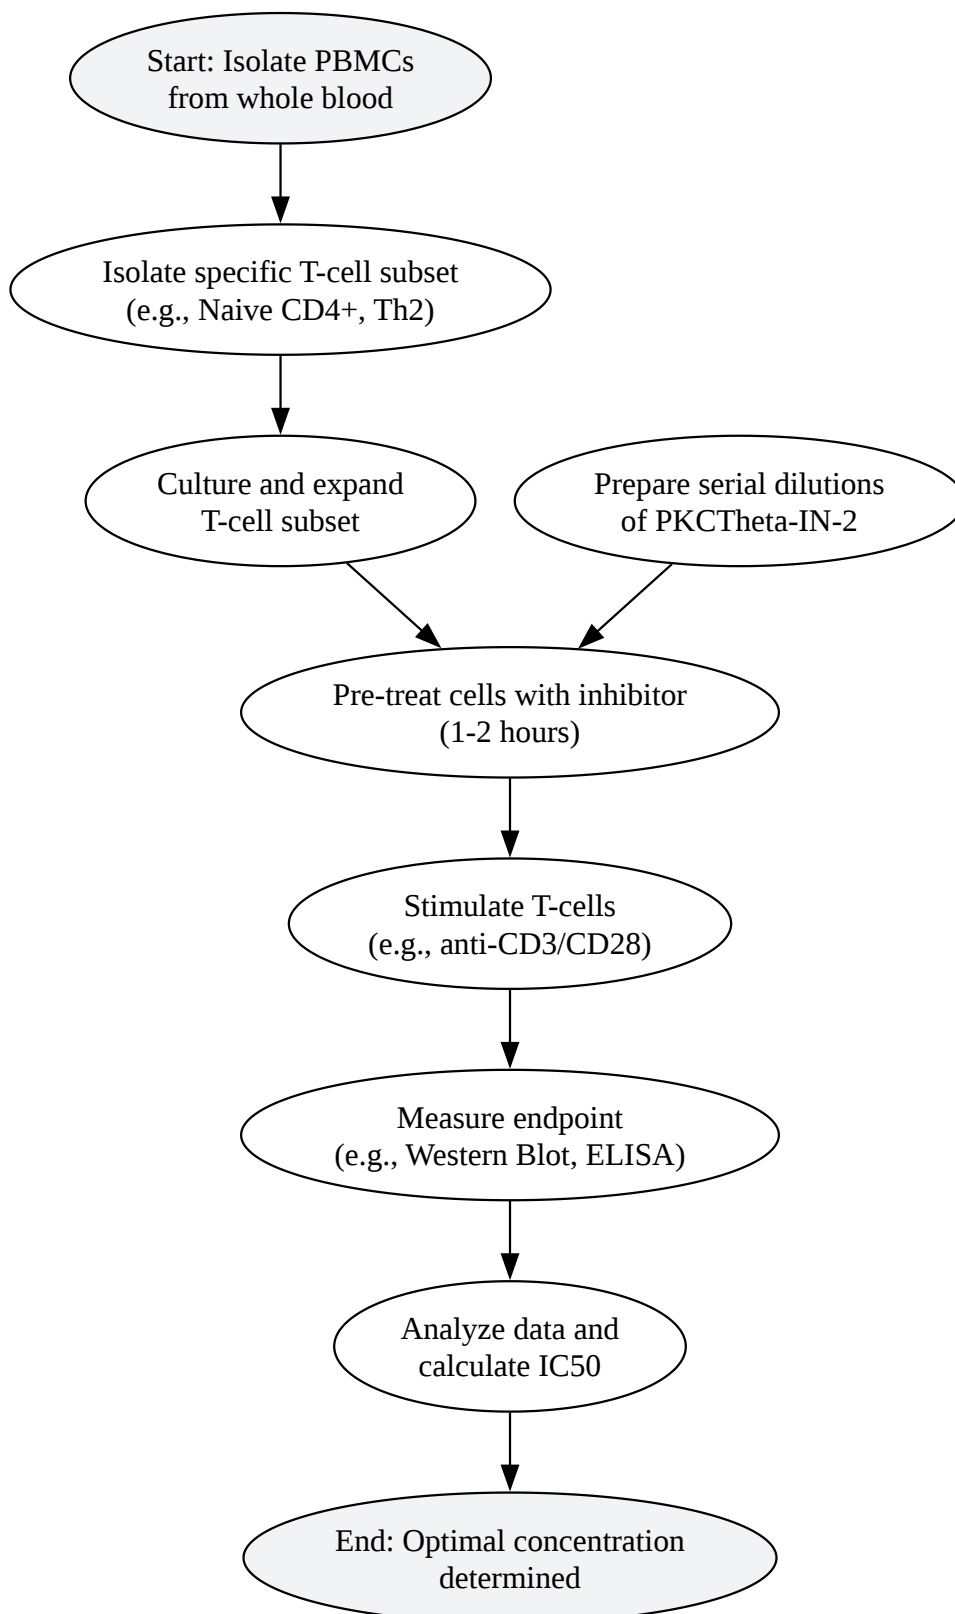 Start: Isolate PBMCs
from whole blood
Isolate specific T-cell subset
(e.g., Naive CD4+, Th2)
Culture and expand
T-cell subset
Prepare serial dilutions
of PKCTheta-IN-2
Pre-treat cells with inhibitor
(1-2 hours)
Stimulate T-cells
(e.g., anti-CD3/CD28)
Measure endpoint
(e.g., Western Blot, ELISA)
Analyze data and
calculate IC50
End: Optimal concentration
determined